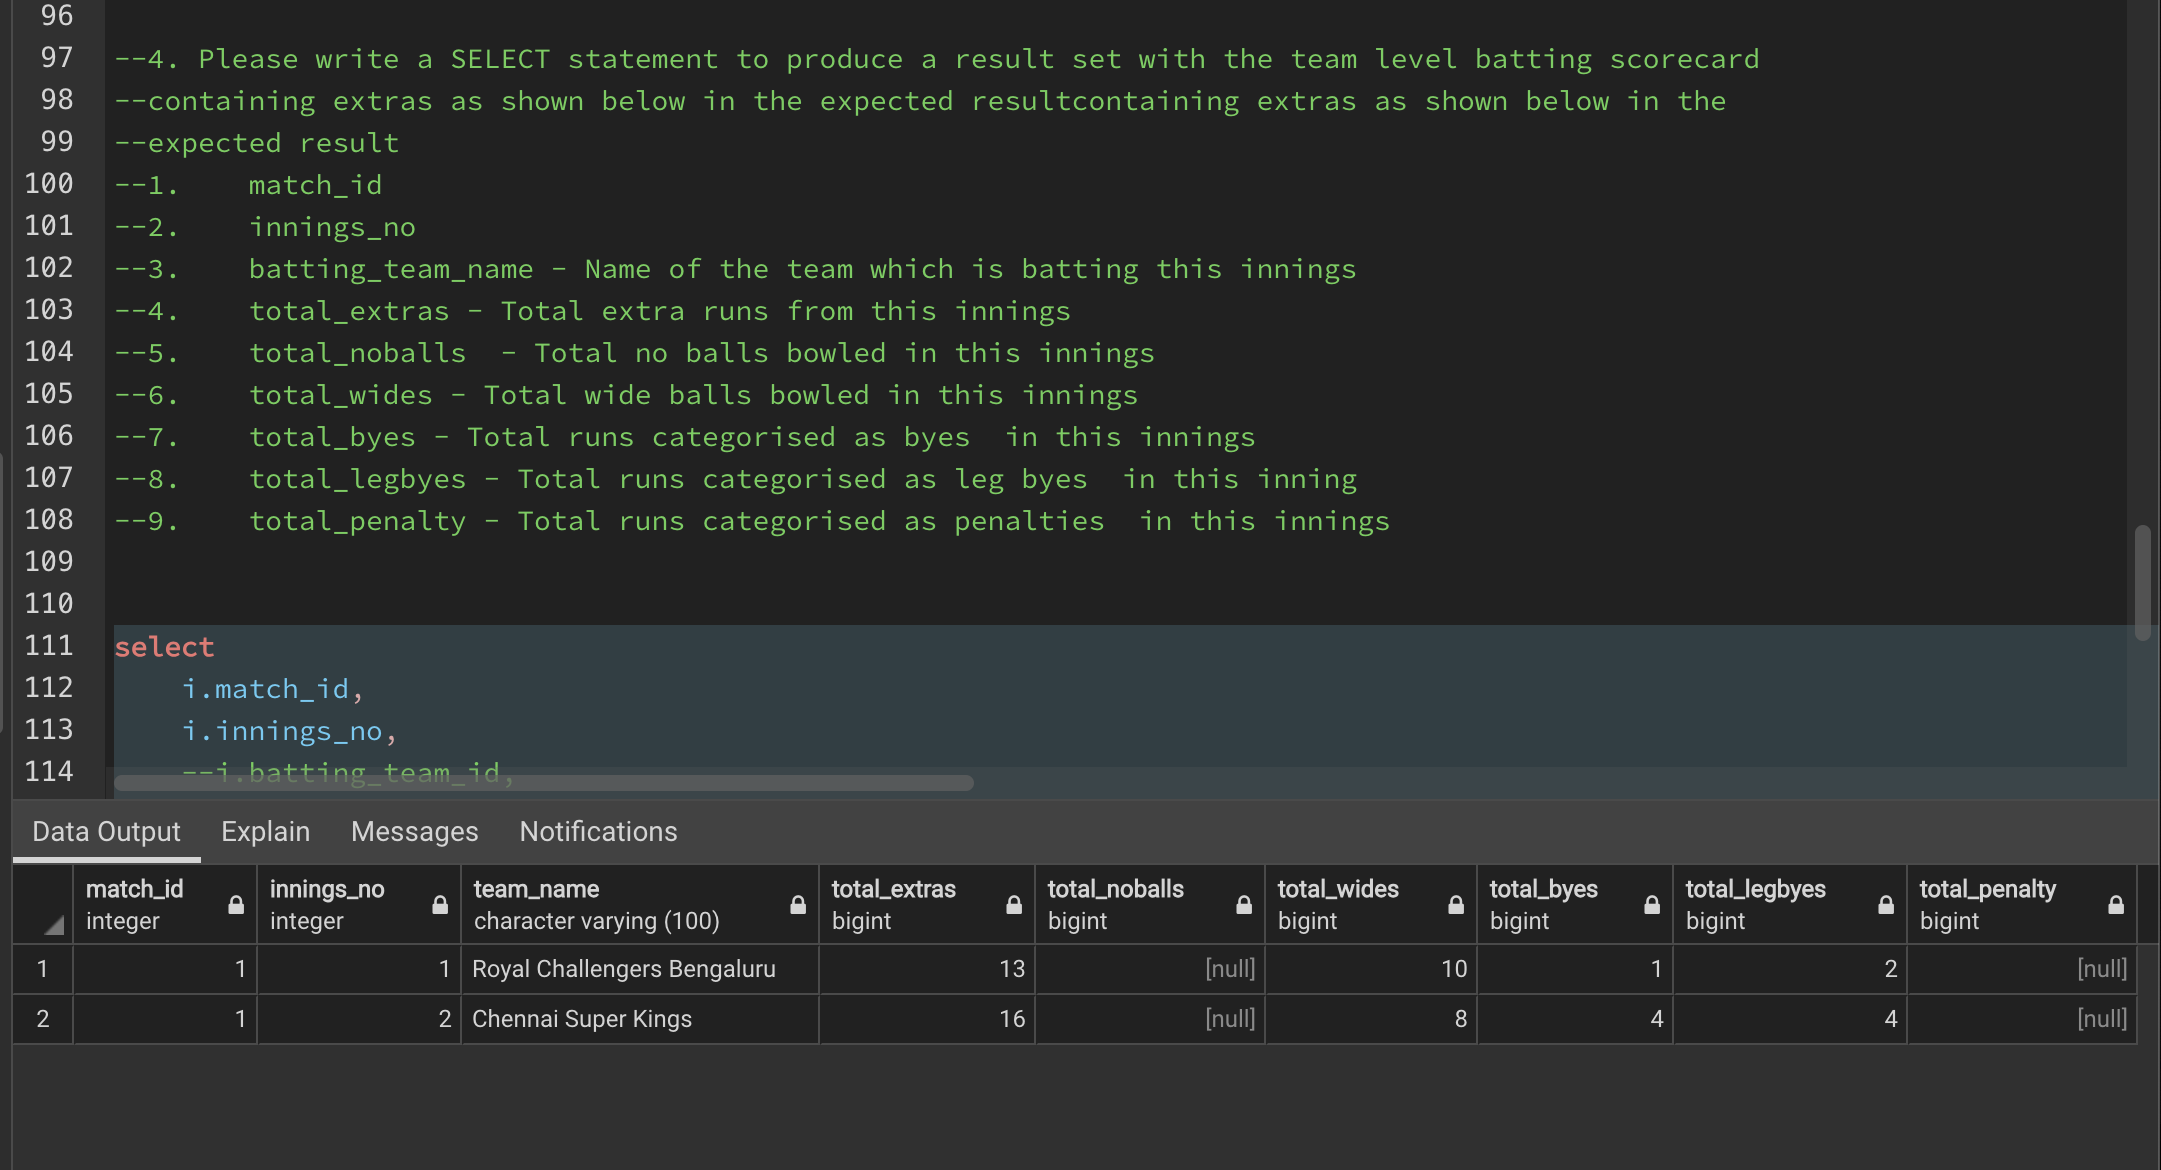 96
97 --4. Please write a SELECT statement to produce a result set with the team level batting scorecard
98 --containing extras as shown below in the expected resultcontaining extras as shown below in the
99 --expected result
100 --1.    match_id
101 --2.    innings_no
102 --3.    batting_team_name - Name of the team which is batting this innings
103 --4.    total_extras - Total extra runs from this innings
104 --5.    total_noballs  - Total no balls bowled in this innings
105 --6.    total_wides - Total wide balls bowled in this innings
106 --7.    total_byes - Total runs categorised as byes  in this innings
107 --8.    total_legbyes - Total runs categorised as leg byes  in this inning
108 --9.    total_penalty - Total runs categorised as penalties  in this innings
109
110
111 select
112     i.match_id,
113     i.innings_no,
114     --i.batting_team_id,
Data Output Explain Messages Notifications
match_id innings_no team_name total_extras total_noballs total_wides total_byes total_legbyes total_penalty
integer integer character varying (100) bigint bigint bigint bigint bigint bigint
1 1 1 Royal Challengers Bengaluru 13 [null] 10 1 2 [null]
2 1 2 Chennai Super Kings 16 [null] 8 4 4 [null]